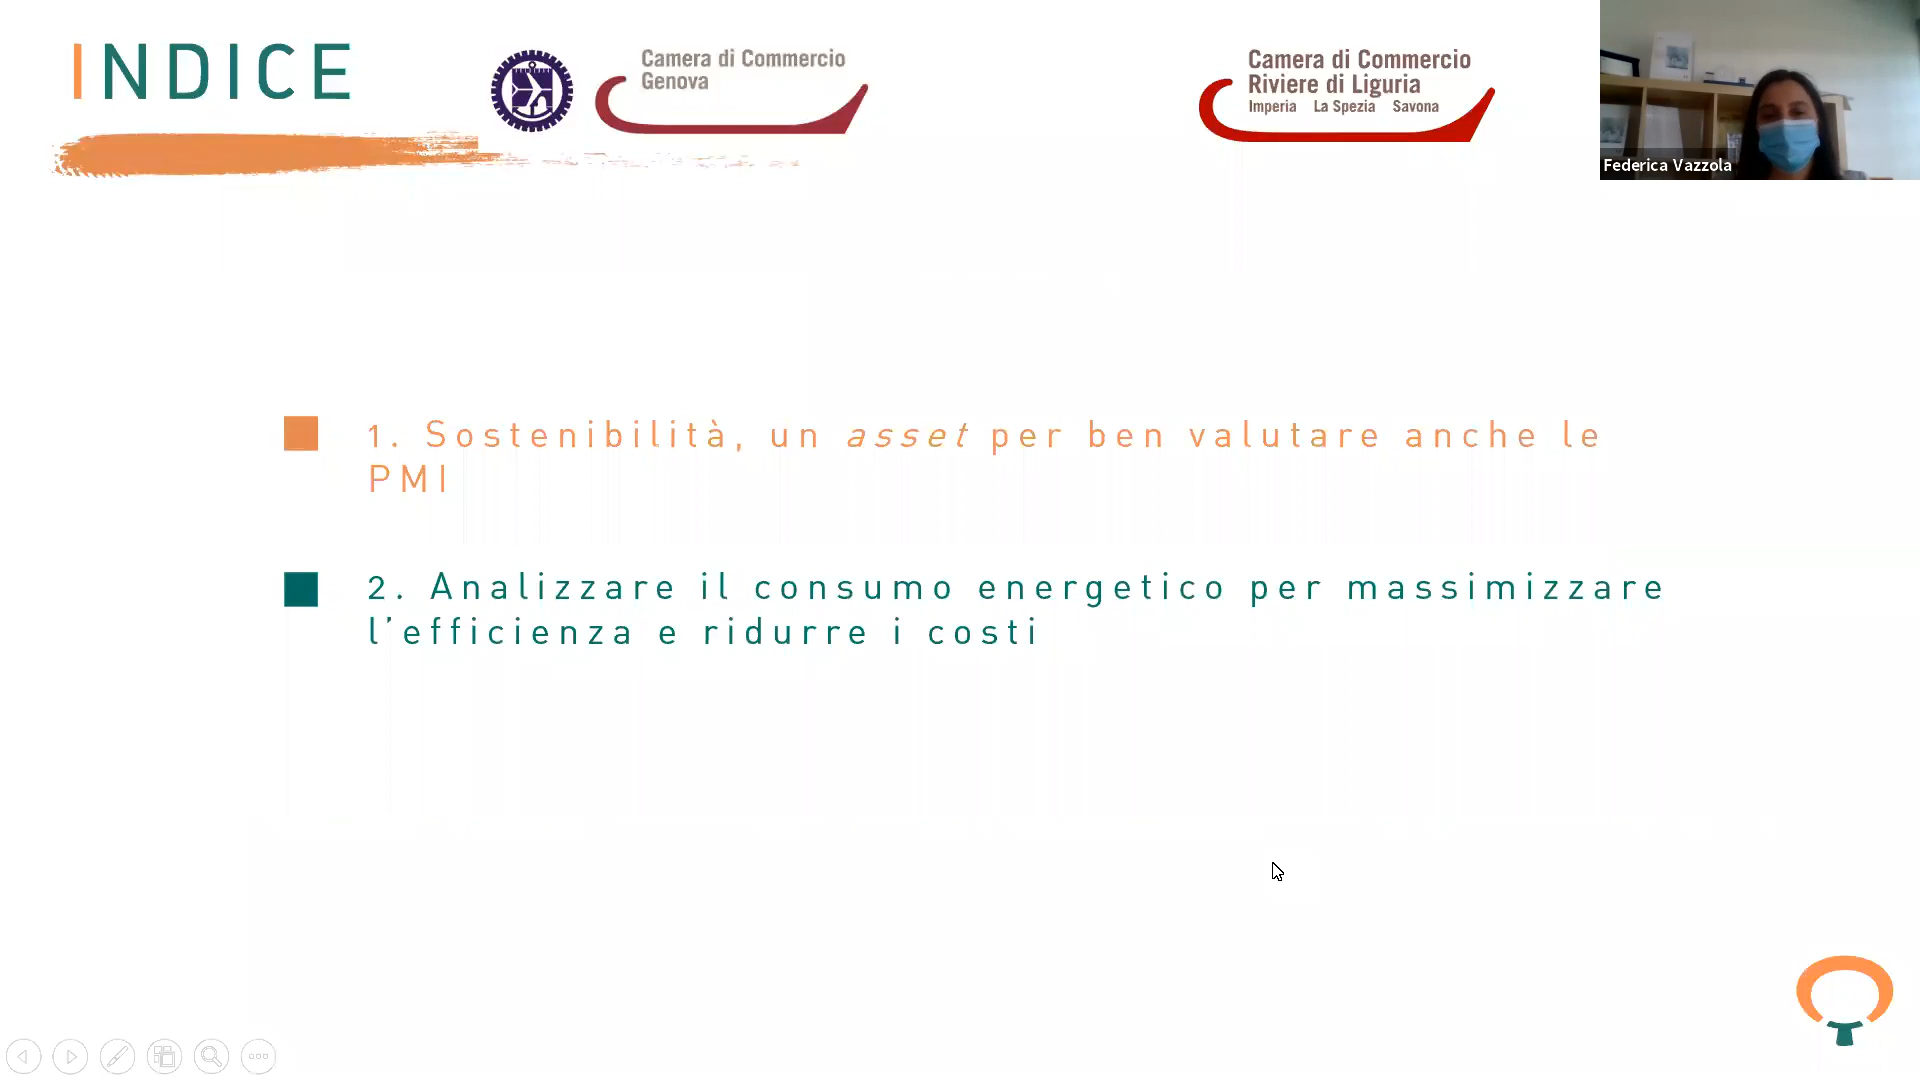 INDICE
Camera di Commercio
Genova
Camera di Commercio
Riviere di Liguria
Imperia La Spezia Savona
Federica Vazzola
1. Sostenibilità, un asset per ben valutare anche le
PMI
2. Analizzare il consumo energetico per massimizzare
l’efficienza e ridurre i costi